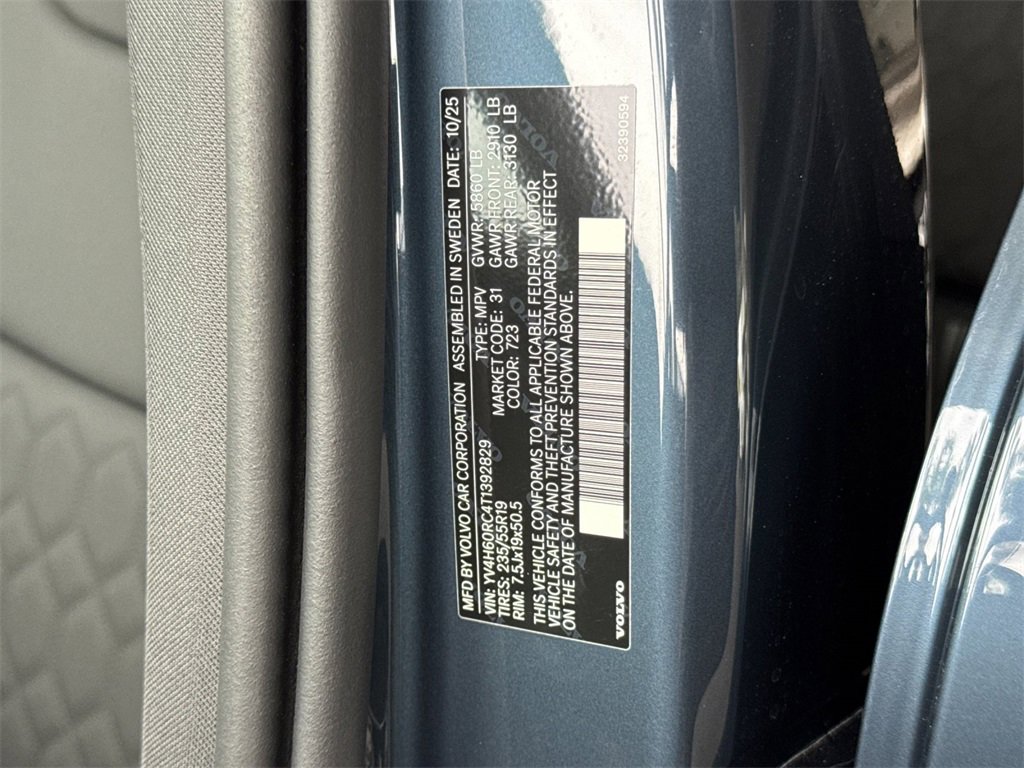 MFD BY VOLVO CAR CORPORATION ASSEMBLED IN SWEDEN DATE: 10/25
VIN: YV4H60RC4T1392829 TYPE: MPV GVWR: 5860 LB
TIRES: 235/55R19 MARKET CODE: 31 GAWR FRONT: 2910 LB
RIM: 7.5Jx19x50.5 COLOR: 723 GAWR REAR: 3130 LB
THIS VEHICLE CONFORMS TO ALL APPLICABLE FEDERAL MOTOR
VEHICLE SAFETY AND THEFT PREVENTION STANDARDS IN EFFECT
ON THE DATE OF MANUFACTURE SHOWN ABOVE.
VOLVO
32390594